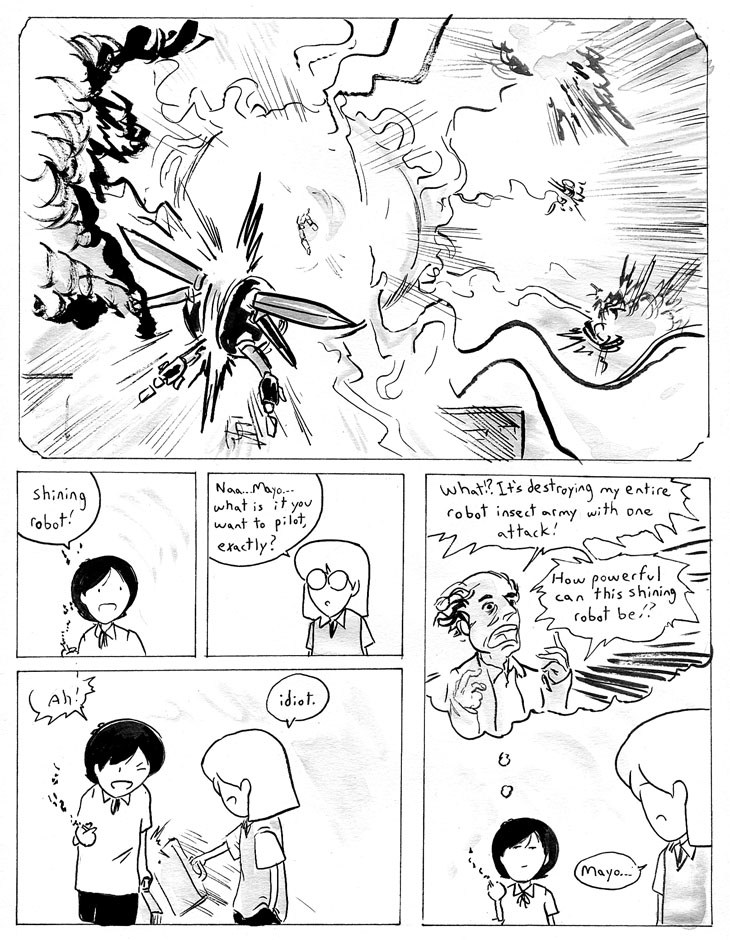 shining
robot!
Naa...Mayo...
what is it you
want to pilot,
exactly?
Ah!
idiot.
What!? It's destroying my entire
robot insect army with one
attack!
How powerful
can this shining
robot be!?
Mayo...